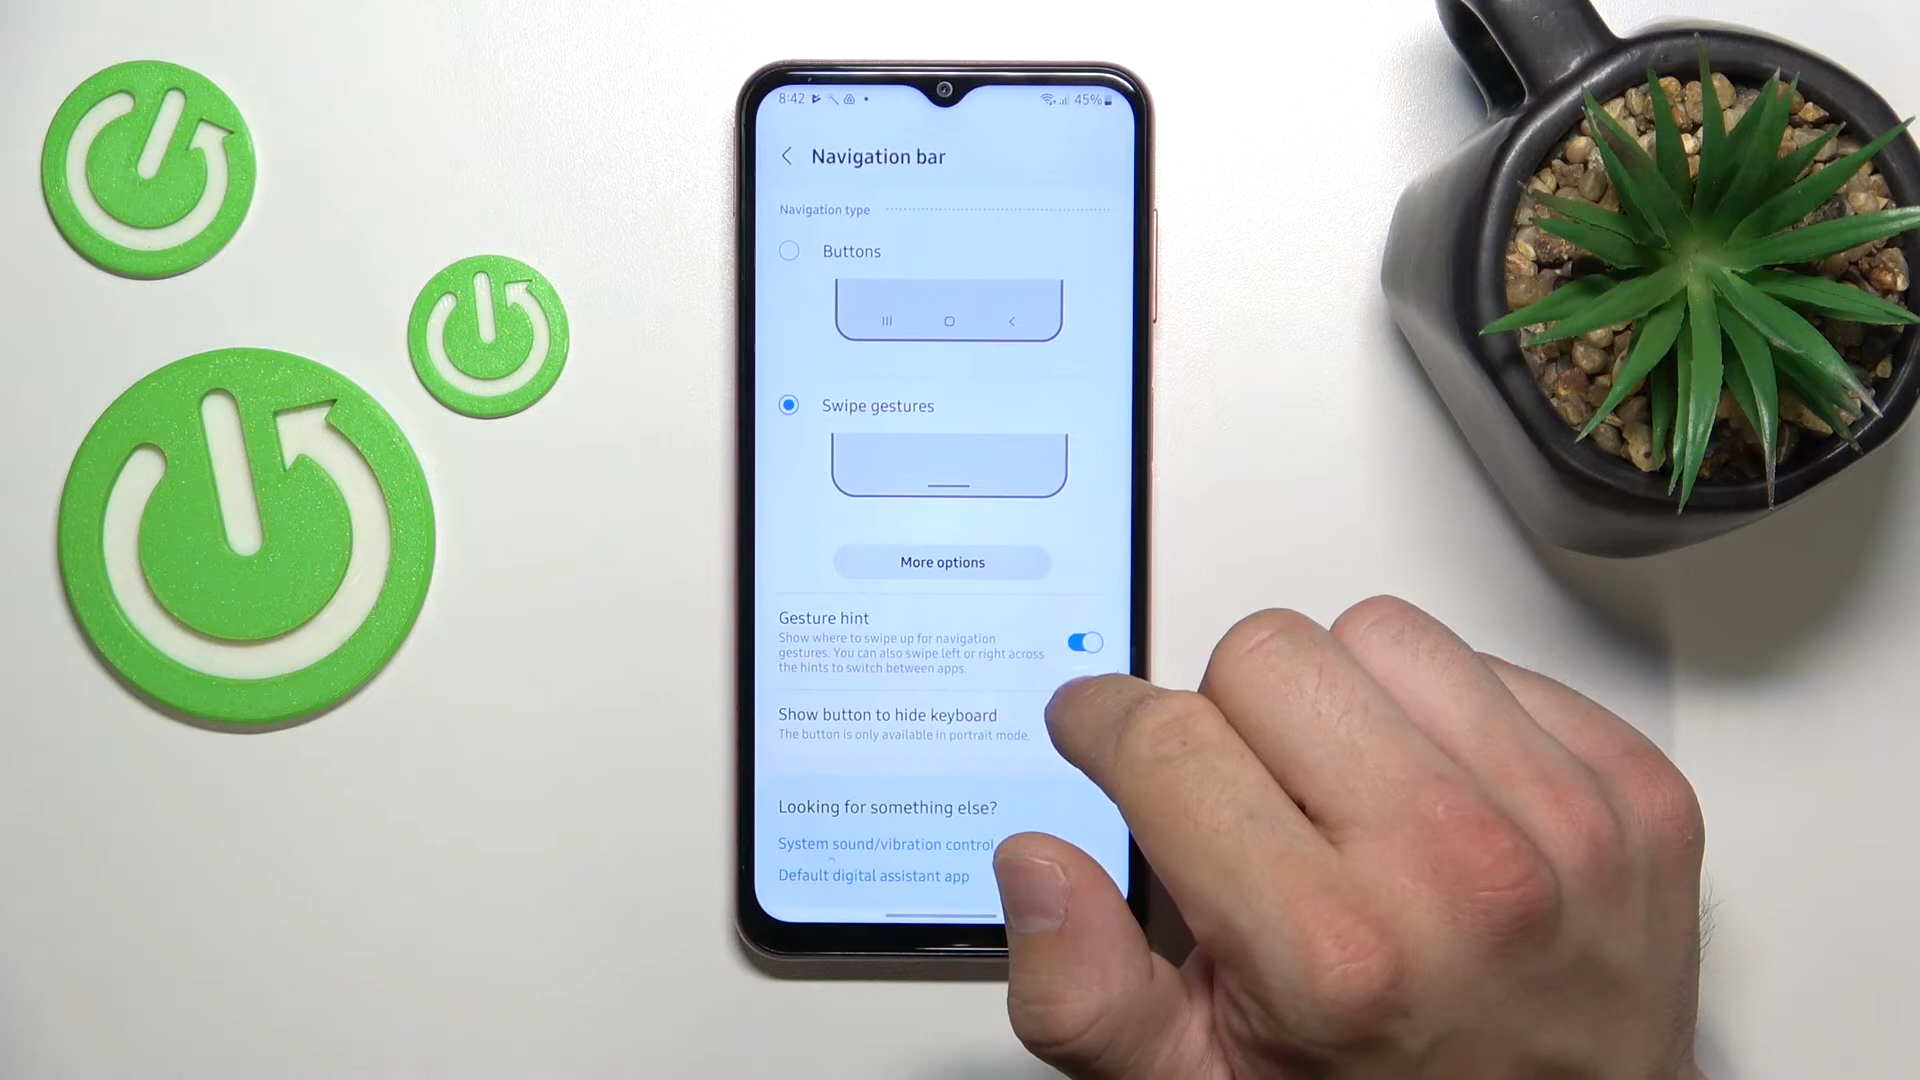 8:42 45%
Navigation bar
Navigation type
Buttons
Swipe gestures
More options
Gesture hint
Show where to swipe up for navigation
gestures. You can also swipe left or right across
the hints to switch between apps.
Show button to hide keyboard
The button is only available in portrait mode.
Looking for something else?
System sound/vibration control
Default digital assistant app